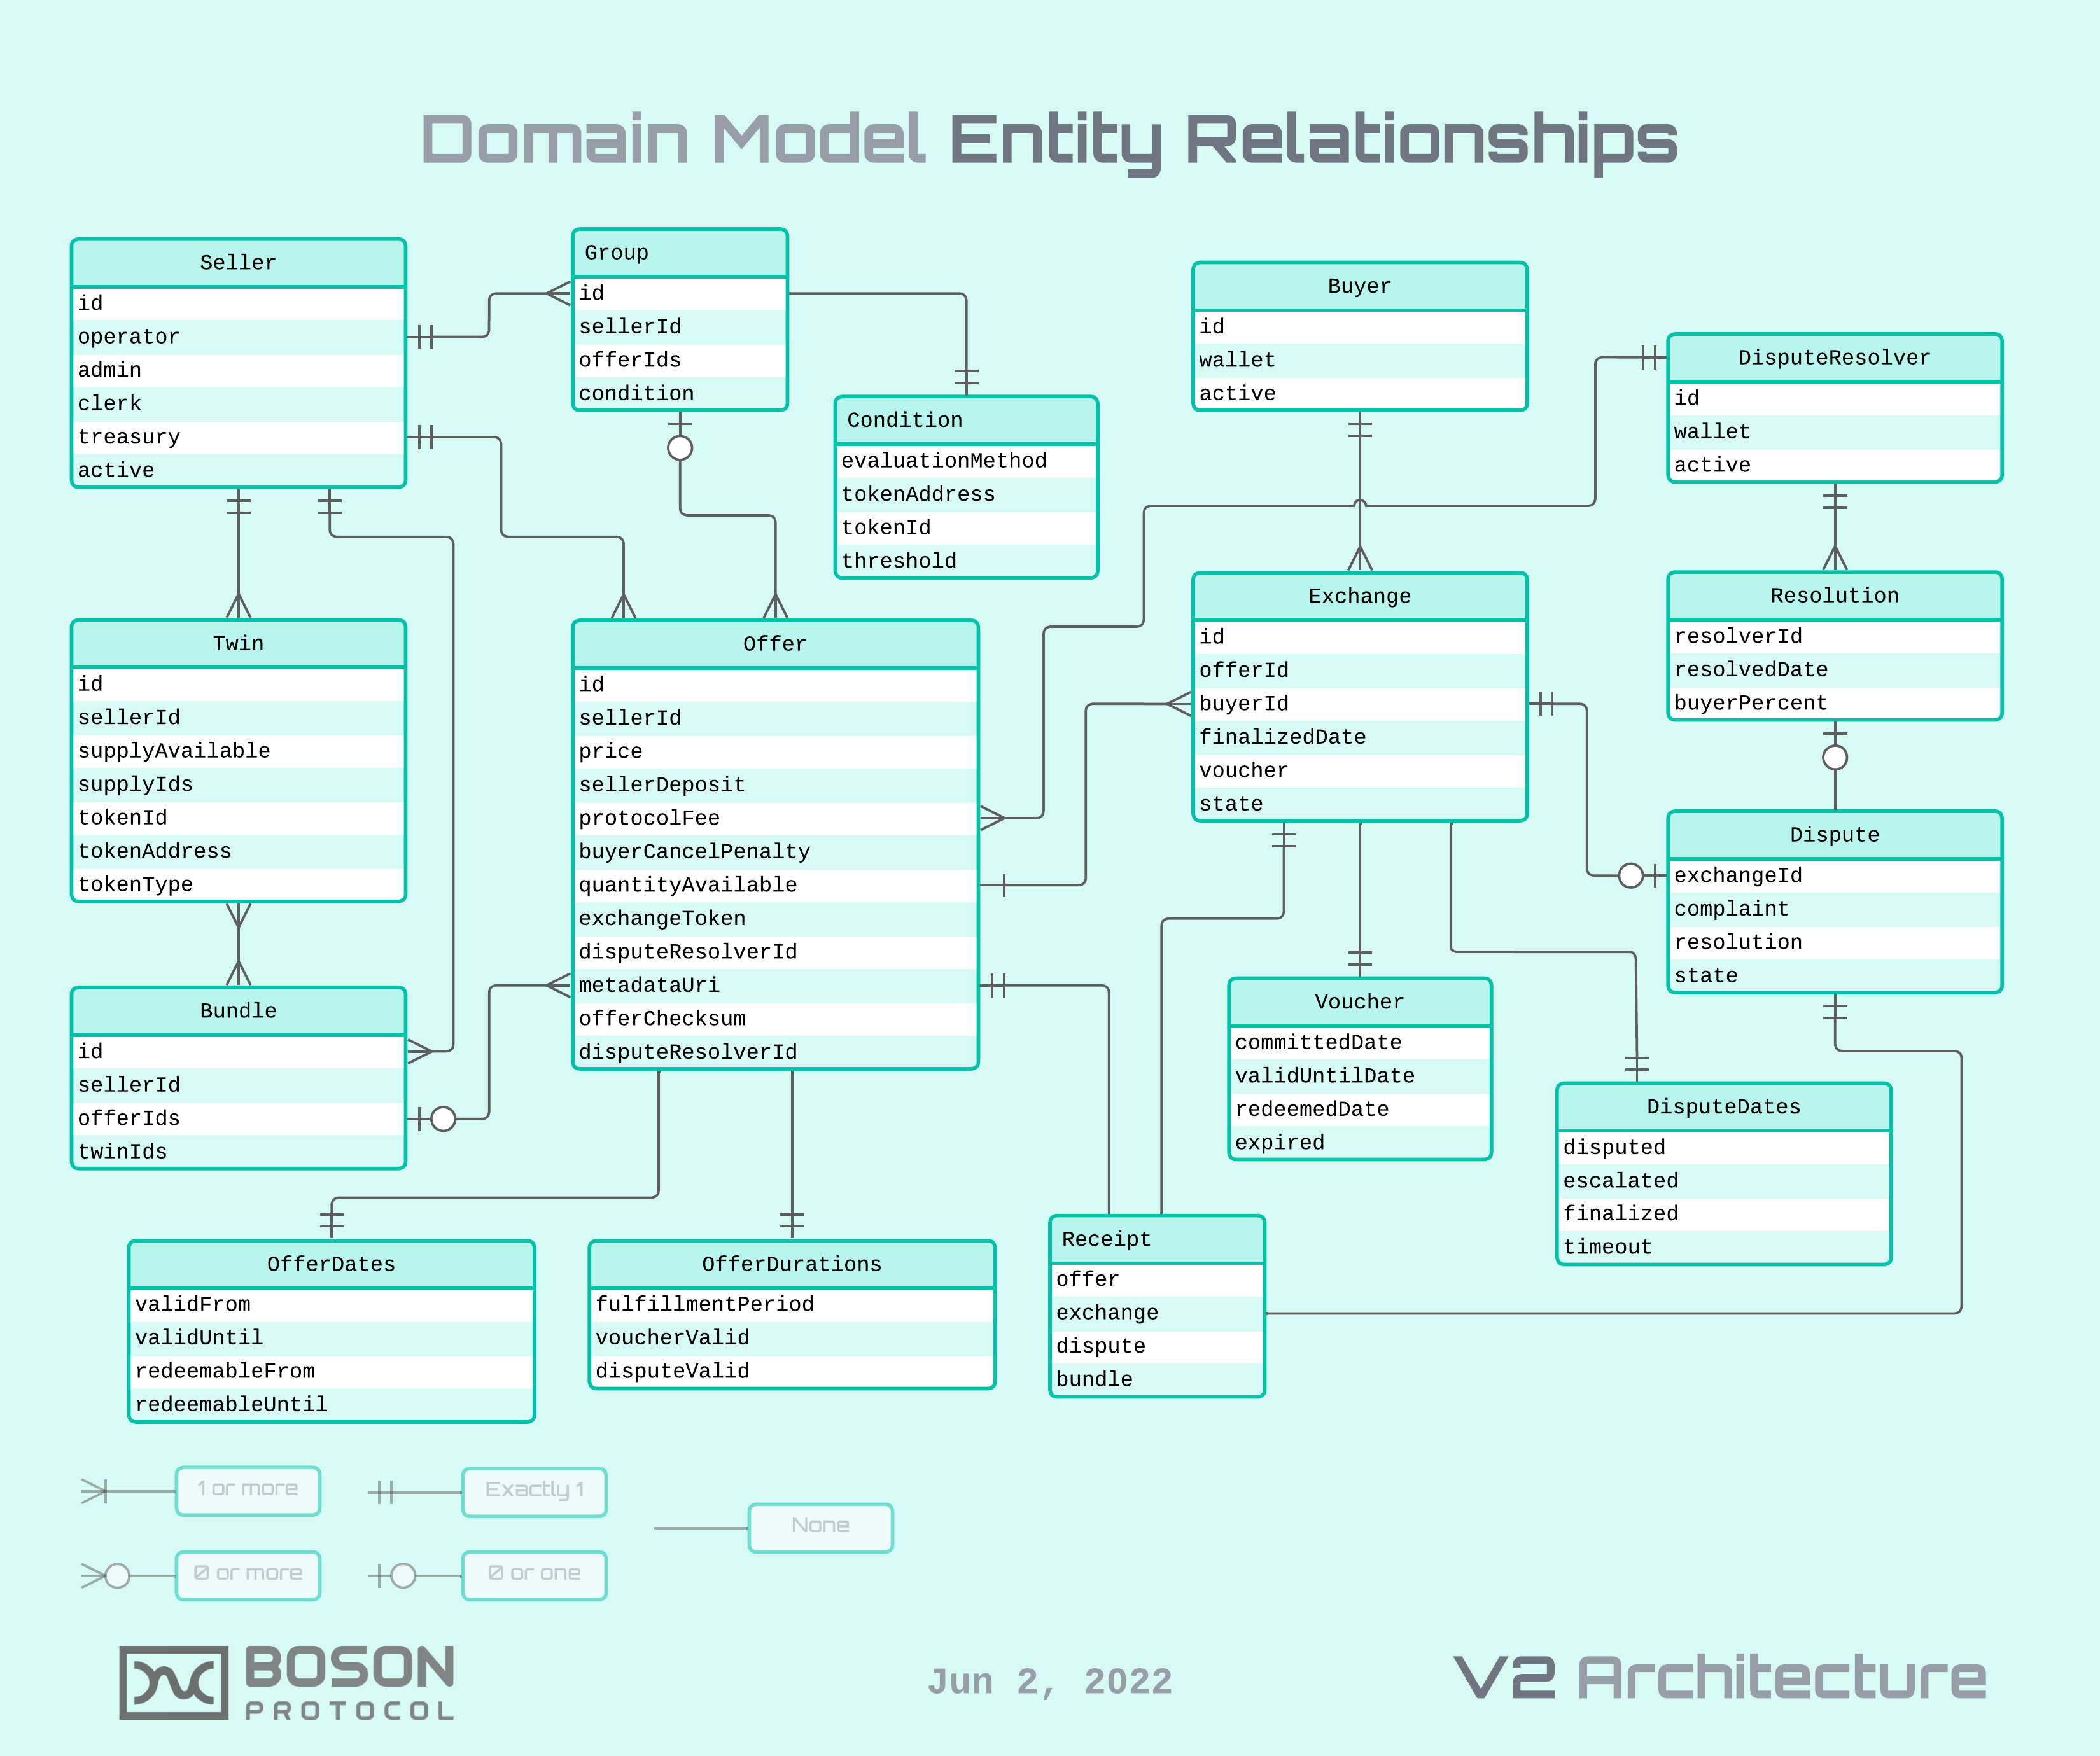 Domain Model Entity Relationships
Seller
id
operator
admin
clerk
treasury
active
Group
id
sellerId
offerIds
condition
Condition
evaluationMethod
tokenAddress
tokenId
threshold
Buyer
id
wallet
active
DisputeResolver
id
wallet
active
Twin
id
sellerId
supplyAvailable
supplyIds
tokenId
tokenAddress
tokenType
Offer
id
sellerId
price
sellerDeposit
protocolFee
buyerCancelPenalty
quantityAvailable
exchangeToken
disputeResolverId
metadataUri
offerChecksum
disputeResolverId
Exchange
id
offerId
buyerId
finalizedDate
voucher
state
Resolution
resolverId
resolvedDate
buyerPercent
Dispute
exchangeId
complaint
resolution
state
Bundle
id
sellerId
offerIds
twinIds
Voucher
committedDate
validUntilDate
redeemedDate
expired
DisputeDates
disputed
escalated
finalized
timeout
OfferDates
validFrom
validUntil
redeemableFrom
redeemableUntil
OfferDurations
fulfillmentPeriod
voucherValid
disputeValid
Receipt
offer
exchange
dispute
bundle
1 or more
Exactly 1
None
0 or more
0 or one
BOSON
PROTOCOL
Jun 2, 2022
V2 Architecture